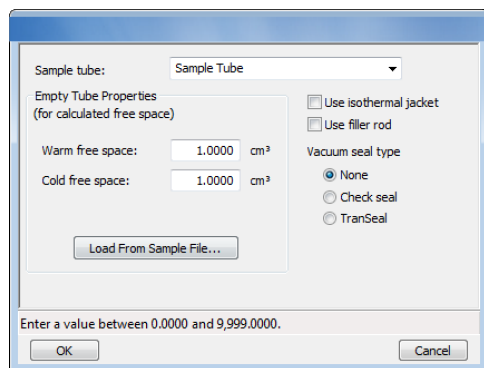 Sample tube: Sample Tube
Empty Tube Properties
(for calculated free space)
Warm free space: 1.0000 cm³
Cold free space: 1.0000 cm³
Load From Sample File...
Use isothermal jacket
Use filler rod
Vacuum seal type
None
Check seal
TranSeal
Enter a value between 0.0000 and 9,999.0000.
OK Cancel